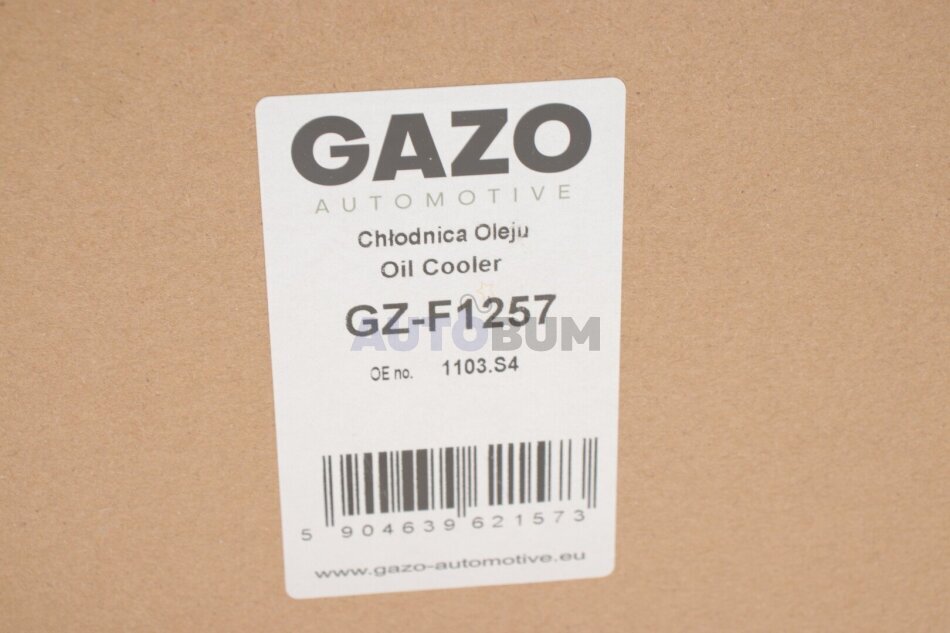 GAZO
AUTOMOTIVE
Chłodnica Oleju
Oil Cooler
GZ-F1257
AUTOBUM
OE no. 1103.S4
5 904639 621573
www.gazo-automotive.eu